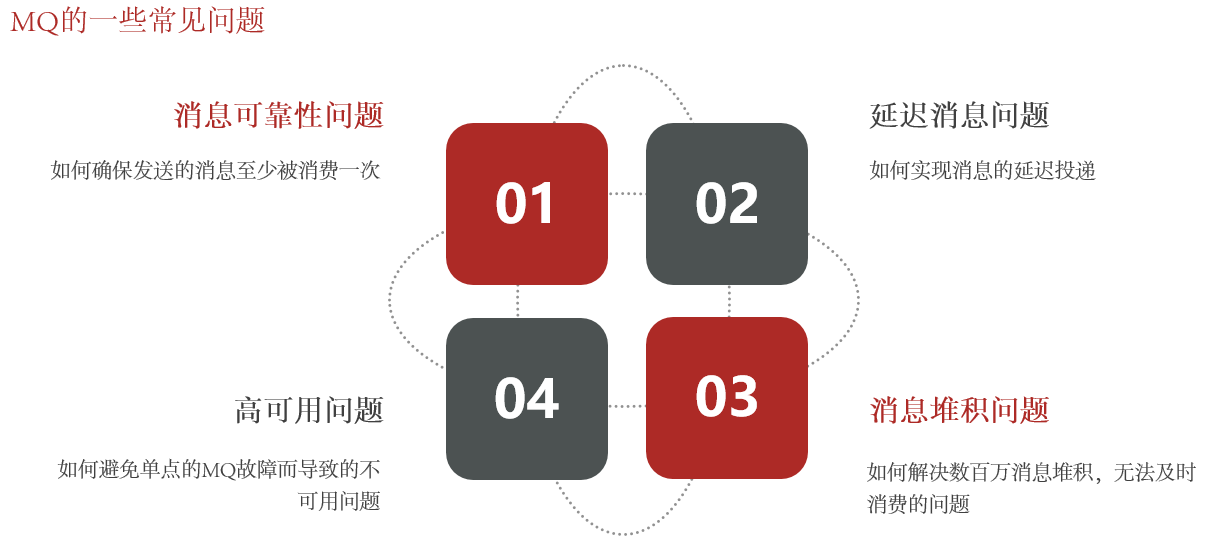 MQ的一些常见问题
消息可靠性问题
如何确保发送的消息至少被消费一次
01
02
延迟消息问题
如何实现消息的延迟投递
高可用问题
如何避免单点的MQ故障而导致的不
可用问题
04
03
消息堆积问题
如何解决数百万消息堆积，无法及时
消费的问题